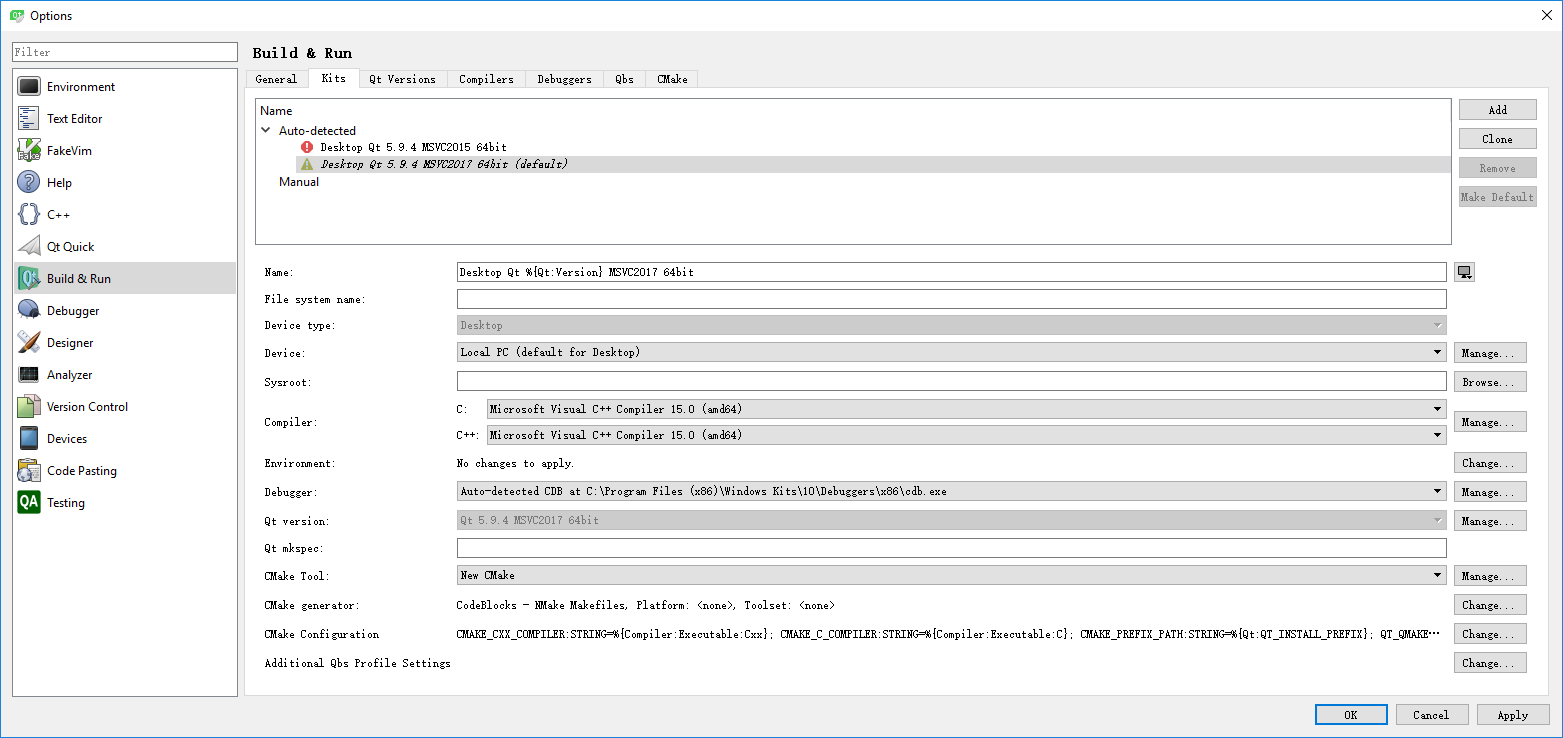 Options
Filter
Environment
Text Editor
FakeVim
Help
C++
Qt Quick
Build & Run
Debugger
Designer
Analyzer
Version Control
Devices
Code Pasting
Testing
Build & Run
General Kits Qt Versions Compilers Debuggers Qbs CMake
Name
Auto-detected
Desktop Qt 5.9.4 MSVC2015 64bit
Desktop Qt 5.9.4 MSVC2017 64bit (default)
Manual
Add
Clone
Remove
Make Default
Name: Desktop Qt %{Qt:Version} MSVC2017 64bit
File system name:
Device type: Desktop
Device: Local PC (default for Desktop) Manage...
Sysroot: Browse...
Compiler: C: Microsoft Visual C++ Compiler 15.0 (amd64)
C++: Microsoft Visual C++ Compiler 15.0 (amd64) Manage...
Environment: No changes to apply. Change...
Debugger: Auto-detected CDB at C:\Program Files (x86)\Windows Kits\10\Debuggers\x86\cdb.exe Manage...
Qt version: Qt 5.9.4 MSVC2017 64bit Manage...
Qt mkspec:
CMake Tool: New CMake Manage...
CMake generator: CodeBlocks - NMake Makefiles, Platform: <none>, Toolset: <none> Change...
CMake Configuration CMAKE_CXX_COMPILER:STRING=%{Compiler:Executable:Cxx}; CMAKE_C_COMPILER:STRING=%{Compiler:Executable:C}; CMAKE_PREFIX_PATH:STRING=%{Qt:QT_INSTALL_PREFIX}; QT_QMAKE… Change...
Additional Qbs Profile Settings Change...
OK Cancel Apply